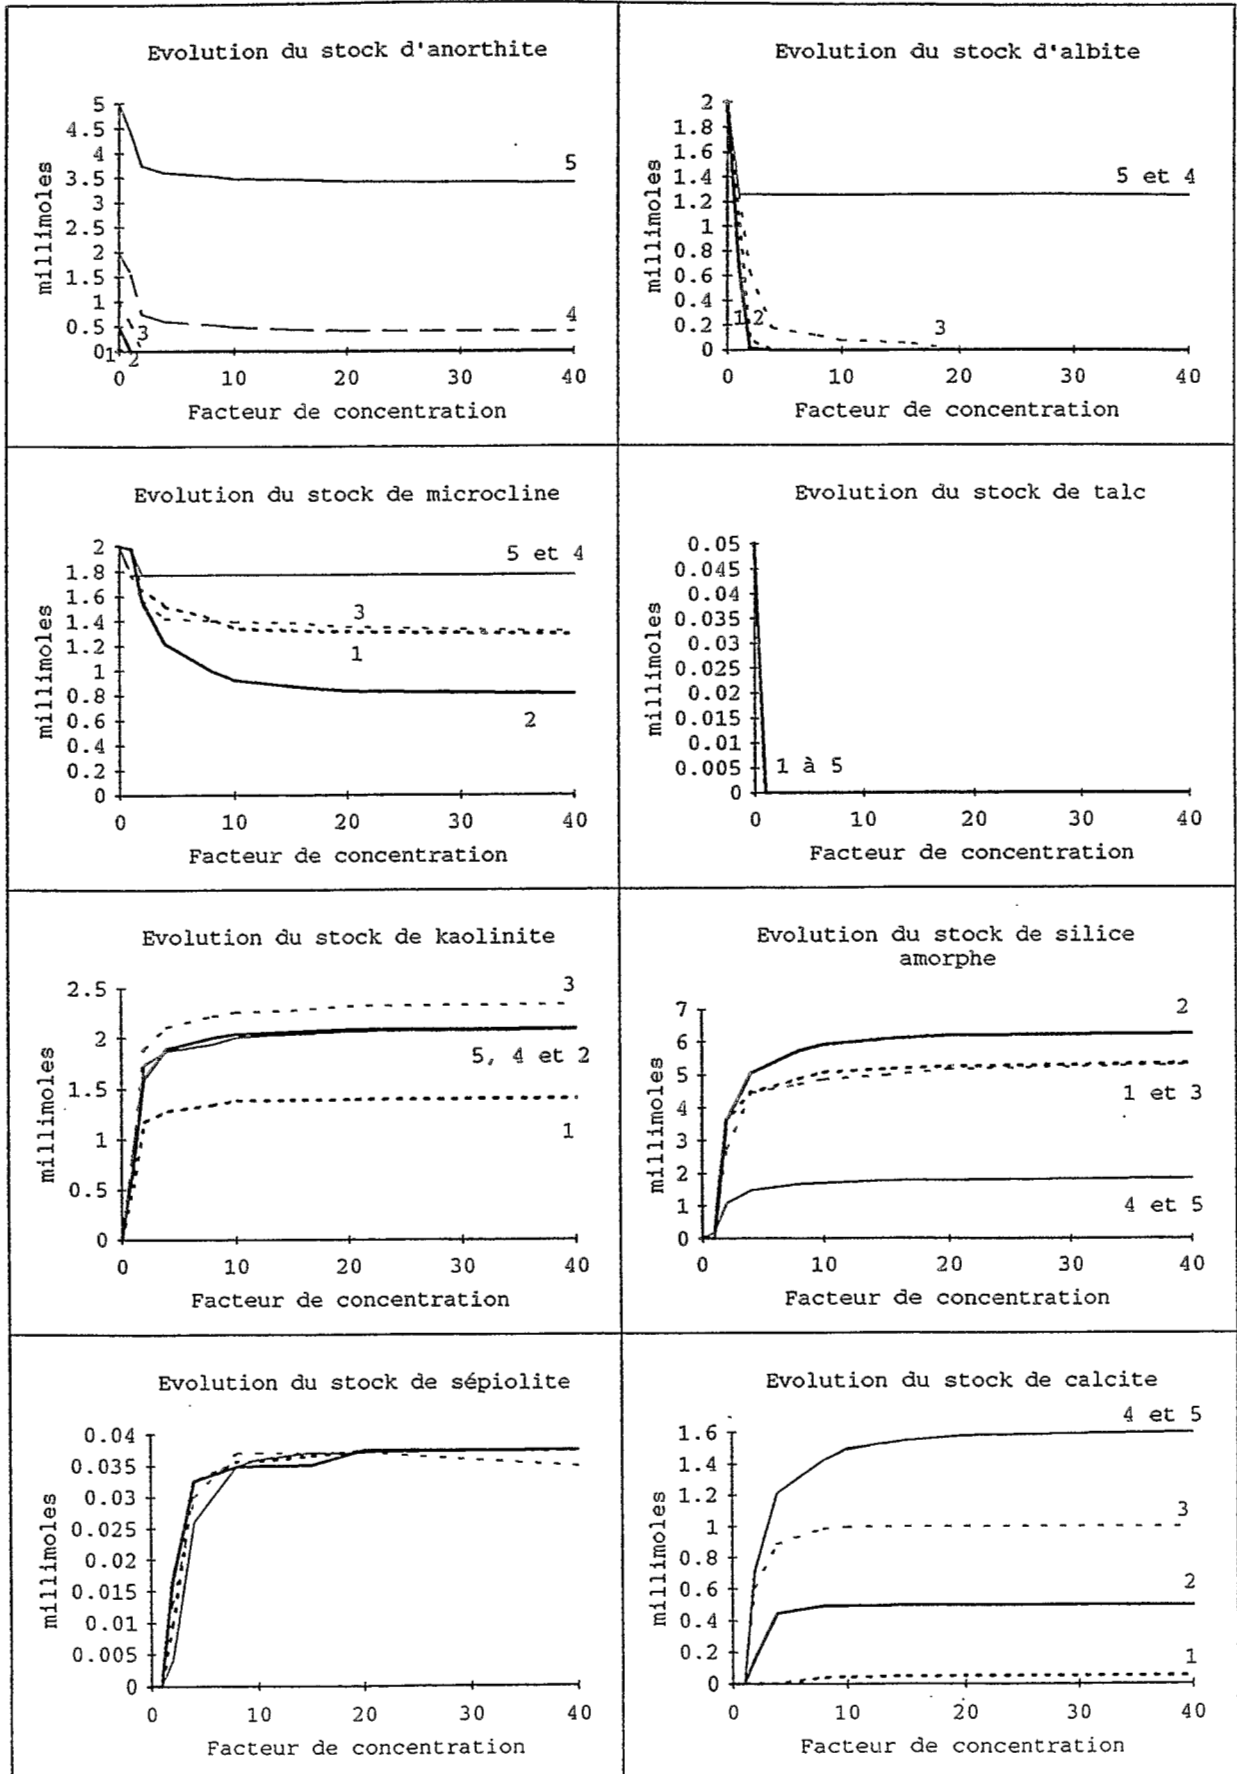 Evolution du stock d'anorthite
millimoles
5
4.5
4
3.5
3
2.5
2
1.5
1
0.5
0
5
4
3
1
2
0 10 20 30 40
Facteur de concentration
Evolution du stock d'albite
millimoles
2
1.8
1.6
1.4
1.2
1
0.8
0.6
0.4
0.2
0
5 et 4
1 2
3
0 10 20 30 40
Facteur de concentration
Evolution du stock de microcline
millimoles
2
1.8
1.6
1.4
1.2
1
0.8
0.6
0.4
0.2
0
5 et 4
3
1
2
0 10 20 30 40
Facteur de concentration
Evolution du stock de talc
millimoles
0.05
0.045
0.04
0.035
0.03
0.025
0.02
0.015
0.01
0.005
0
1 à 5
0 10 20 30 40
Facteur de concentration
Evolution du stock de kaolinite
millimoles
2.5
2
1.5
1
0.5
0
3
5, 4 et 2
1
0 10 20 30 40
Facteur de concentration
Evolution du stock de silice
amorphe
millimoles
7
6
5
4
3
2
1
0
2
1 et 3
4 et 5
0 10 20 30 40
Facteur de concentration
Evolution du stock de sépiolite
millimoles
0.04
0.035
0.03
0.025
0.02
0.015
0.01
0.005
0
0 10 20 30 40
Facteur de concentration
Evolution du stock de calcite
millimoles
1.6
1.4
1.2
1
0.8
0.6
0.4
0.2
0
4 et 5
3
2
1
0 10 20 30 40
Facteur de concentration